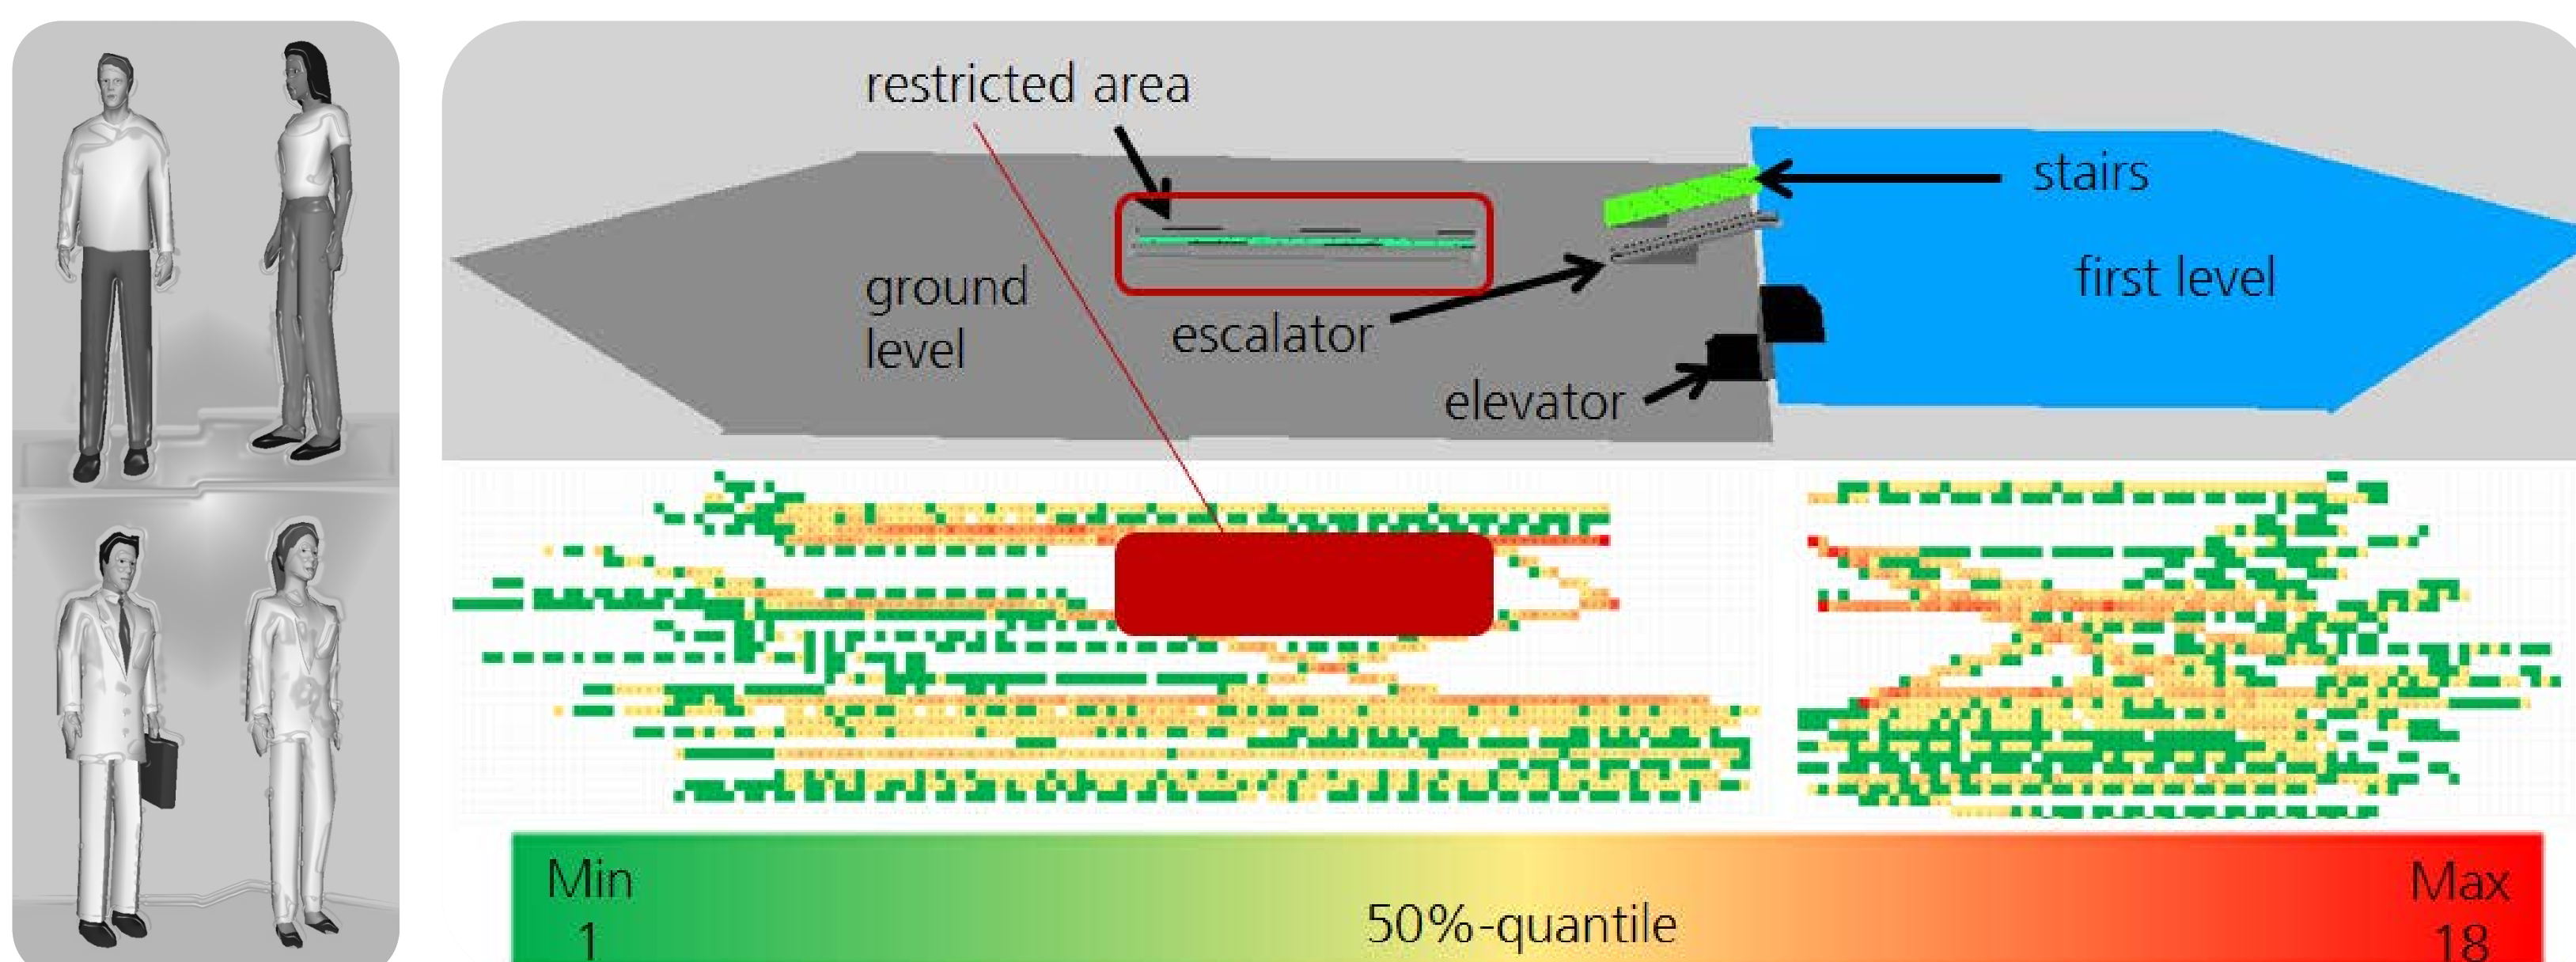 restricted area
stairs
ground
level
first level
escalator
elevator
Min
1
50%-quantile
Max
18